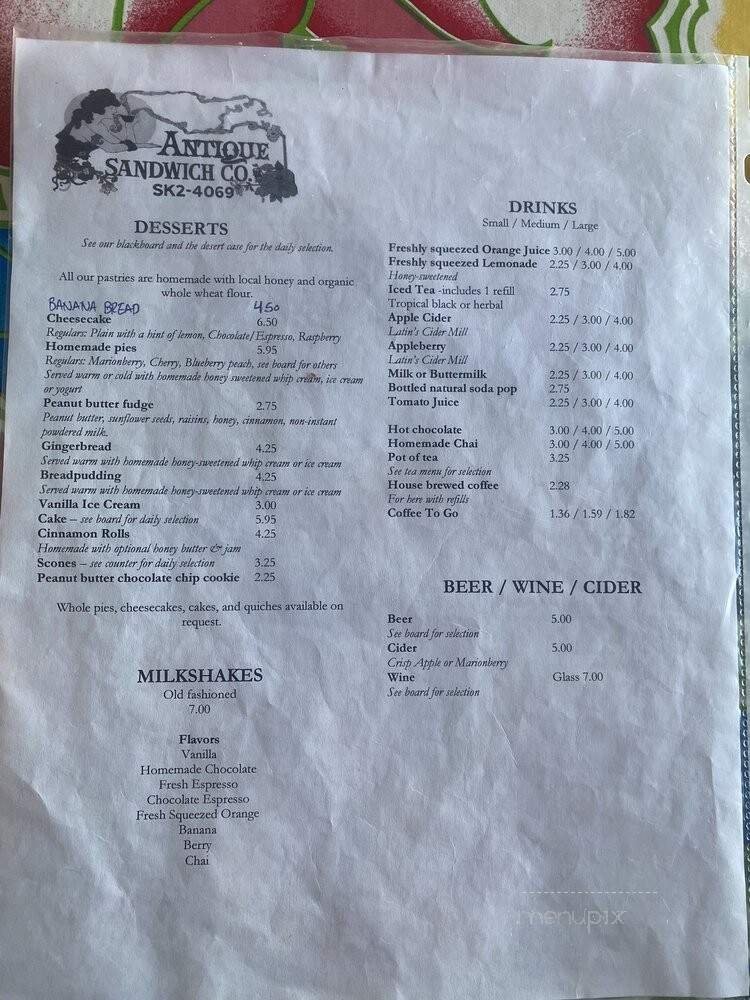 ANTIQUE
SANDWICH CO.
SK2-4069
DESSERTS
See our blackboard and the desert case for the daily selection.
All our pastries are homemade with local honey and organic
whole wheat flour.
BANANA BREAD 4.50
Cheesecake 6.50
Regulars: Plain with a hint of lemon, Chocolate/Espresso, Raspberry
Homemade pies 5.95
Regulars: Marionberry, Cherry, Blueberry peach, see board for others
Served warm or cold with homemade honey sweetened whip cream, ice cream
or yogurt
Peanut butter fudge 2.75
Peanut butter, sunflower seeds, raisins, honey, cinnamon, non-instant
powdered milk.
Gingerbread 4.25
Served warm with homemade honey-sweetened whip cream or ice cream
Breadpudding 4.25
Served warm with homemade honey-sweetened whip cream or ice cream
Vanilla Ice Cream 3.00
Cake – see board for daily selection 5.95
Cinnamon Rolls 4.25
Homemade with optional honey butter & jam
Scones – see counter for daily selection 3.25
Peanut butter chocolate chip cookie 2.25
Whole pies, cheesecakes, cakes, and quiches available on
request.
MILKSHAKES
Old fashioned
7.00
Flavors
Vanilla
Homemade Chocolate
Fresh Espresso
Chocolate Espresso
Fresh Squeezed Orange
Banana
Berry
Chai
DRINKS
Small / Medium / Large
Freshly squeezed Orange Juice 3.00 / 4.00 / 5.00
Freshly squeezed Lemonade 2.25 / 3.00 / 4.00
Honey-sweetened
Iced Tea -includes 1 refill 2.75
Tropical black or herbal
Apple Cider 2.25 / 3.00 / 4.00
Latin's Cider Mill
Appleberry 2.25 / 3.00 / 4.00
Latin's Cider Mill
Milk or Buttermilk 2.25 / 3.00 / 4.00
Bottled natural soda pop 2.75
Tomato Juice 2.25 / 3.00 / 4.00
Hot chocolate 3.00 / 4.00 / 5.00
Homemade Chai 3.00 / 4.00 / 5.00
Pot of tea 3.25
See tea menu for selection
House brewed coffee 2.28
For here with refills
Coffee To Go 1.36 / 1.59 / 1.82
BEER / WINE / CIDER
Beer 5.00
See board for selection
Cider 5.00
Crisp Apple or Marionberry
Wine Glass 7.00
See board for selection
menupix